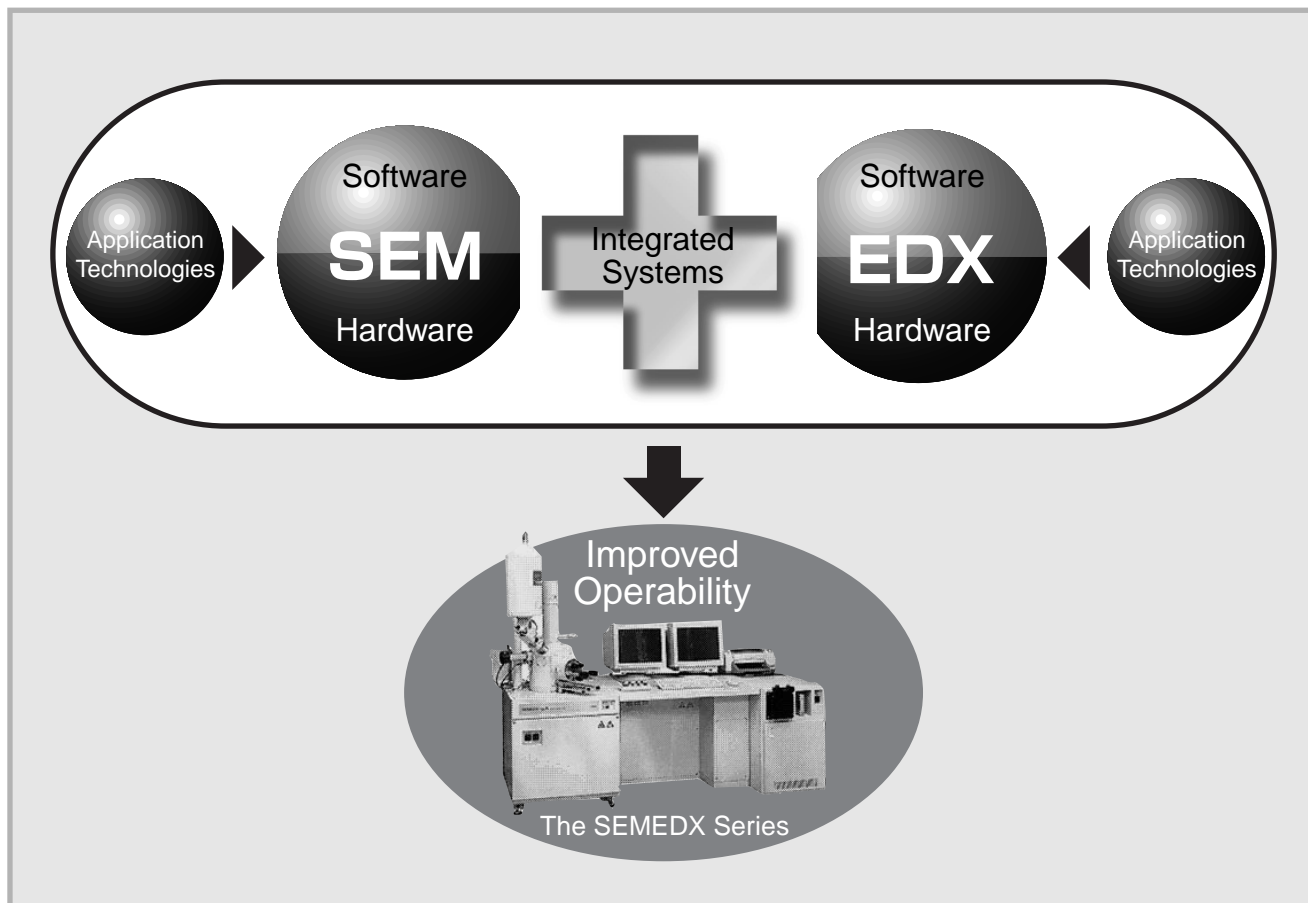 Application
Technologies
Software
SEM
Hardware
Integrated
Systems
Software
EDX
Hardware
Application
Technologies
Improved
Operability
The SEMEDX Series